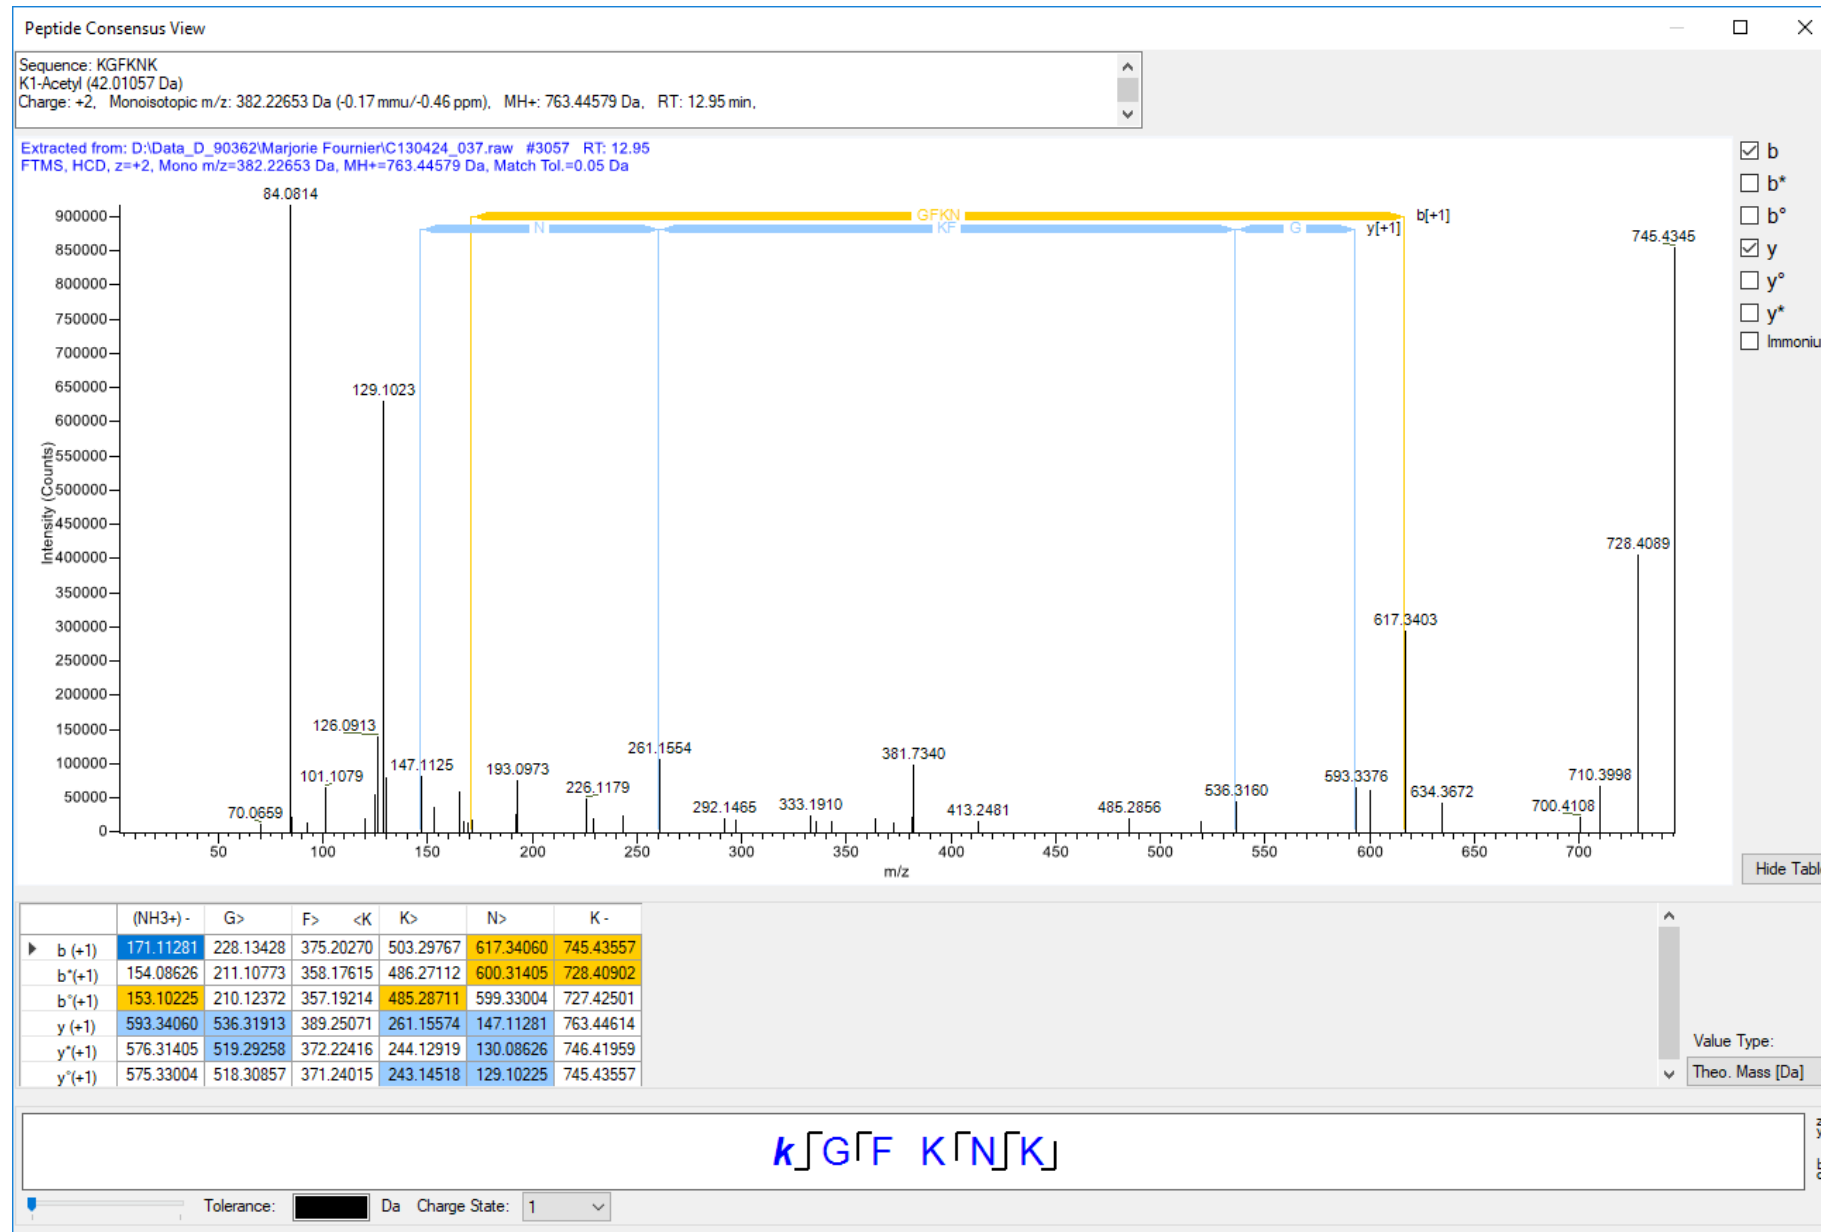 Peptide Consensus View
Sequence: KGFKNK
K1-Acetyl (42.01057 Da)
Charge: +2, Monoisotopic m/z: 382.22653 Da (-0.17 mmu/-0.46 ppm), MH+: 763.44579 Da, RT: 12.95 min,
Extracted from: D:\Data_D_90362\Marjorie Fournier\C130424_037.raw #3057 RT: 12.95
FTMS, HCD, z=+2, Mono m/z=382.22653 Da, MH+=763.44579 Da, Match Tol.=0.05 Da
b
b*
b°
y
y°
y*
Immoniu
84.0814
GFKN b[+1]
N KF G y[+1]
745.4345
129.1023
728.4089
617.3403
126.0913
261.1554
381.7340
147.1125
193.0973
101.1079
226.1179
593.3376
710.3998
536.3160
634.3672
333.1910
292.1465
485.2856
700.4108
413.2481
70.0659
900000
850000
800000
750000
700000
650000
600000
550000
500000
450000
400000
350000
300000
250000
200000
150000
100000
50000
0
Intensity (Counts)
50 100 150 200 250 300 350 400 450 500 550 600 650 700
m/z
Hide Tabl
(NH3+) - G> F> <K K> N> K -
b (+1) 171.11281 228.13428 375.20270 503.29767 617.34060 745.43557
b*(+1) 154.08626 211.10773 358.17615 486.27112 600.31405 728.40902
b°(+1) 153.10225 210.12372 357.19214 485.28711 599.33004 727.42501
y (+1) 593.34060 536.31913 389.25071 261.15574 147.11281 763.44614
y*(+1) 576.31405 519.29258 372.22416 244.12919 130.08626 746.41959
y°(+1) 575.33004 518.30857 371.24015 243.14518 129.10225 745.43557
Value Type:
Theo. Mass [Da]
k G F K N K
Tolerance: Da Charge State: 1